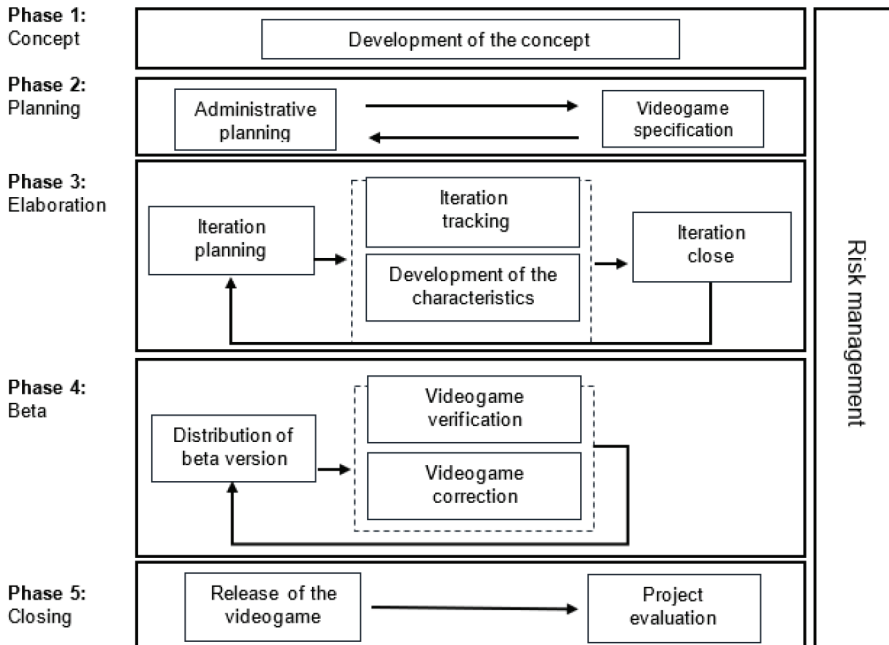 Phase 1:
Concept
Development of the concept
Phase 2:
Planning
Administrative
planning
Videogame
specification
Phase 3:
Elaboration
Iteration
planning
Iteration
tracking
Development of the
characteristics
Iteration
close
Phase 4:
Beta
Distribution of
beta version
Videogame
verification
Videogame
correction
Phase 5:
Closing
Release of the
videogame
Project
evaluation
Risk management